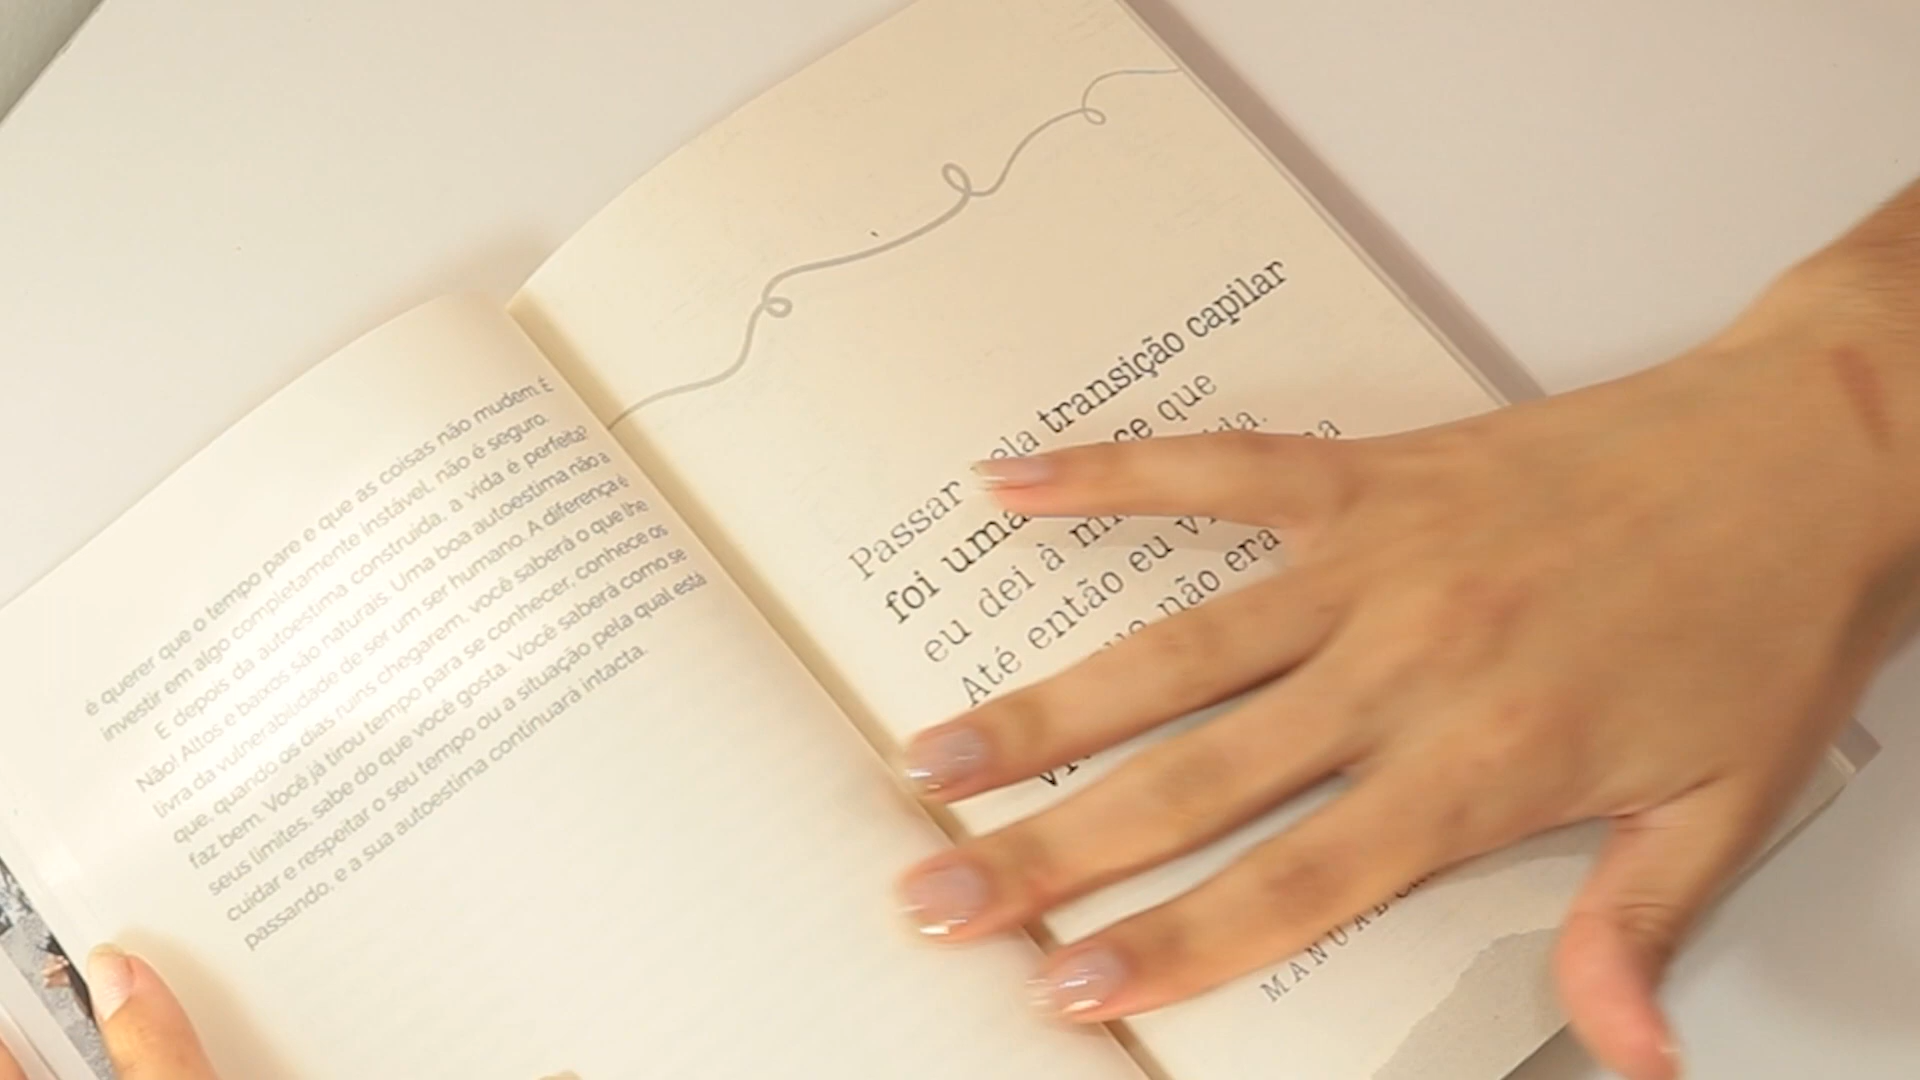 é querer que o tempo pare e que as coisas não mudem. É
investir em algo completamente instável, não é seguro.
E depois da autoestima construída, a vida é perfeita?
Não! Altos e baixos são naturais. Uma boa autoestima não a
livra da vulnerabilidade de ser um ser humano. A diferença é
que, quando os dias ruins chegarem, você saberá o que lhe
faz bem. Você já tirou tempo para se conhecer, conhece os
seus limites, sabe do que você gosta. Você saberá como se
cuidar e respeitar o seu tempo ou a situação pela qual está
passando, e a sua autoestima continuará intacta.
Passar transição capilar
foi que
eu dei à
Até então eu
não era
MANUAL